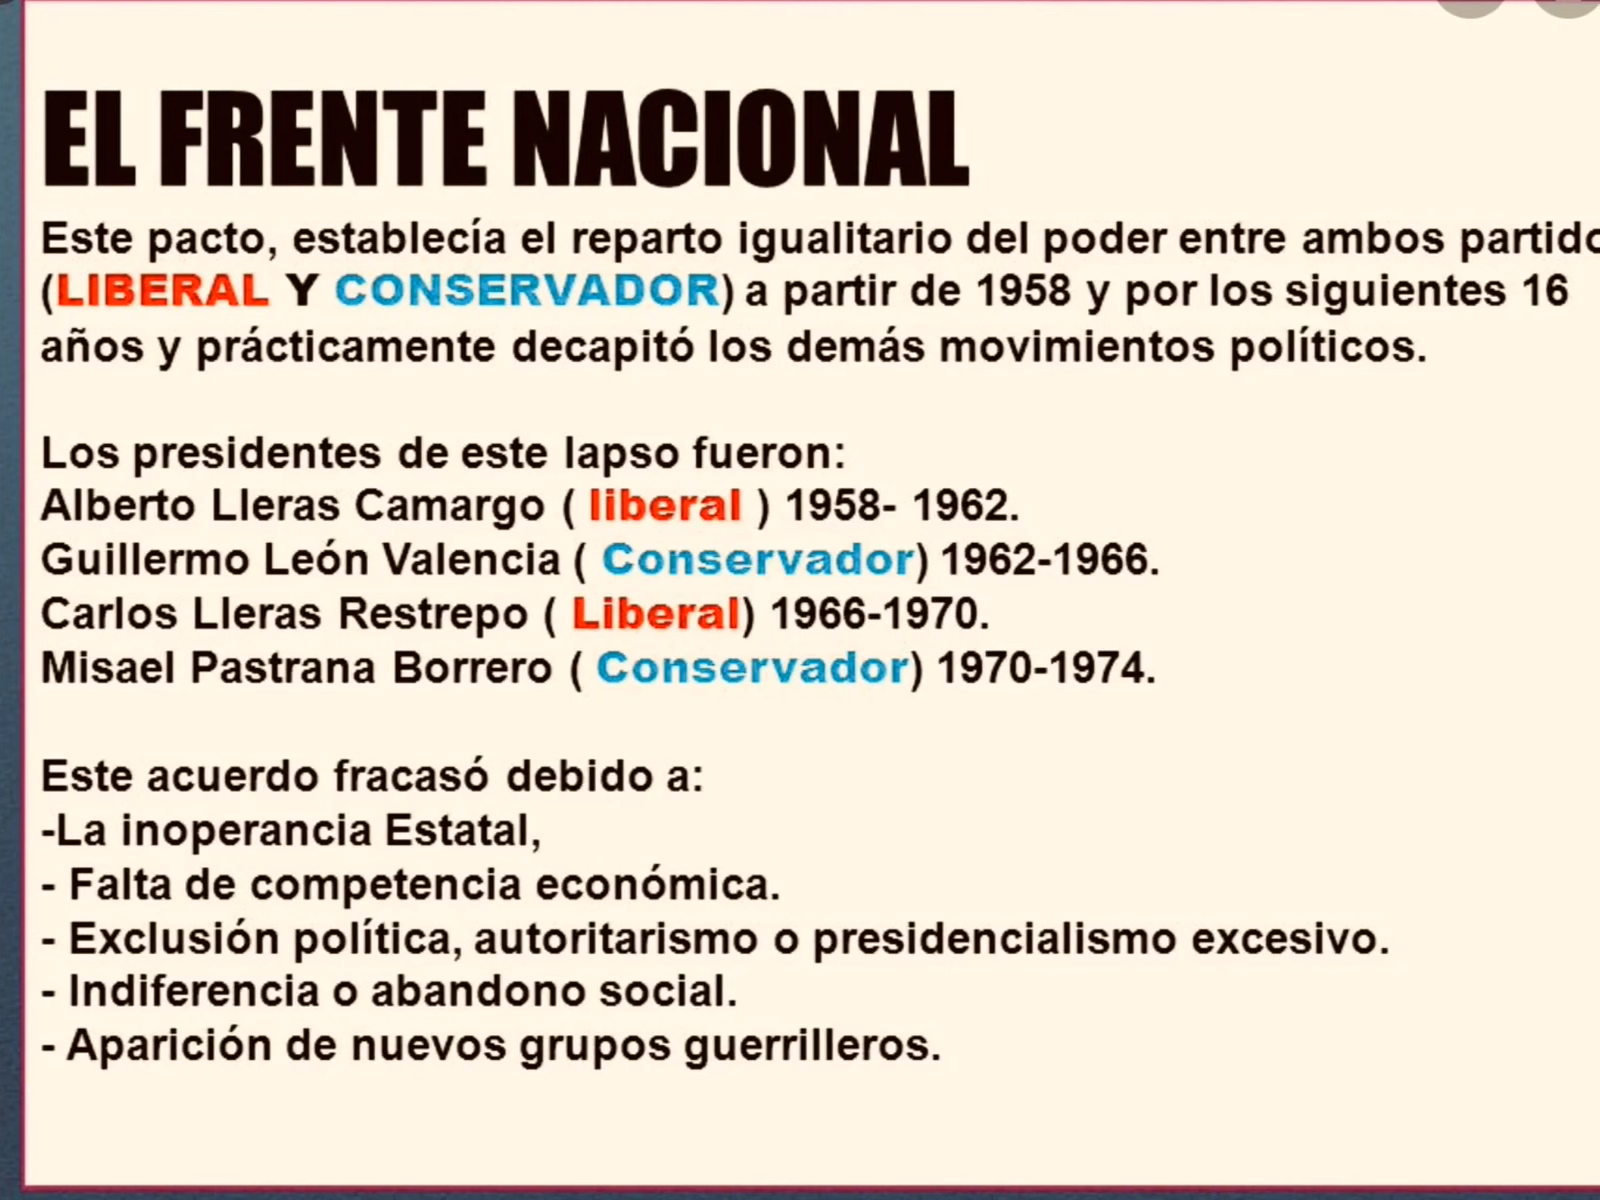 EL FRENTE NACIONAL
Este pacto, establecía el reparto igualitario del poder entre ambos
(LIBERAL Y CONSERVADOR) a partir de 1958 y por los siguientes 16
años y prácticamente decapitó los demás movimientos políticos.
Los presidentes de este lapso fueron:
Alberto Lleras Camargo ( liberal ) 1958- 1962.
Guillermo León Valencia ( Conservador) 1962-1966.
Carlos Lleras Restrepo ( Liberal) 1966-1970.
Misael Pastrana Borrero ( Conservador) 1970-1974.
Este acuerdo fracasó debido a:
-La inoperancia Estatal,
- Falta de competencia económica.
- Exclusión política, autoritarismo o presidencialismo excesivo.
- Indiferencia o abandono social.
- Aparición de nuevos grupos guerrilleros.